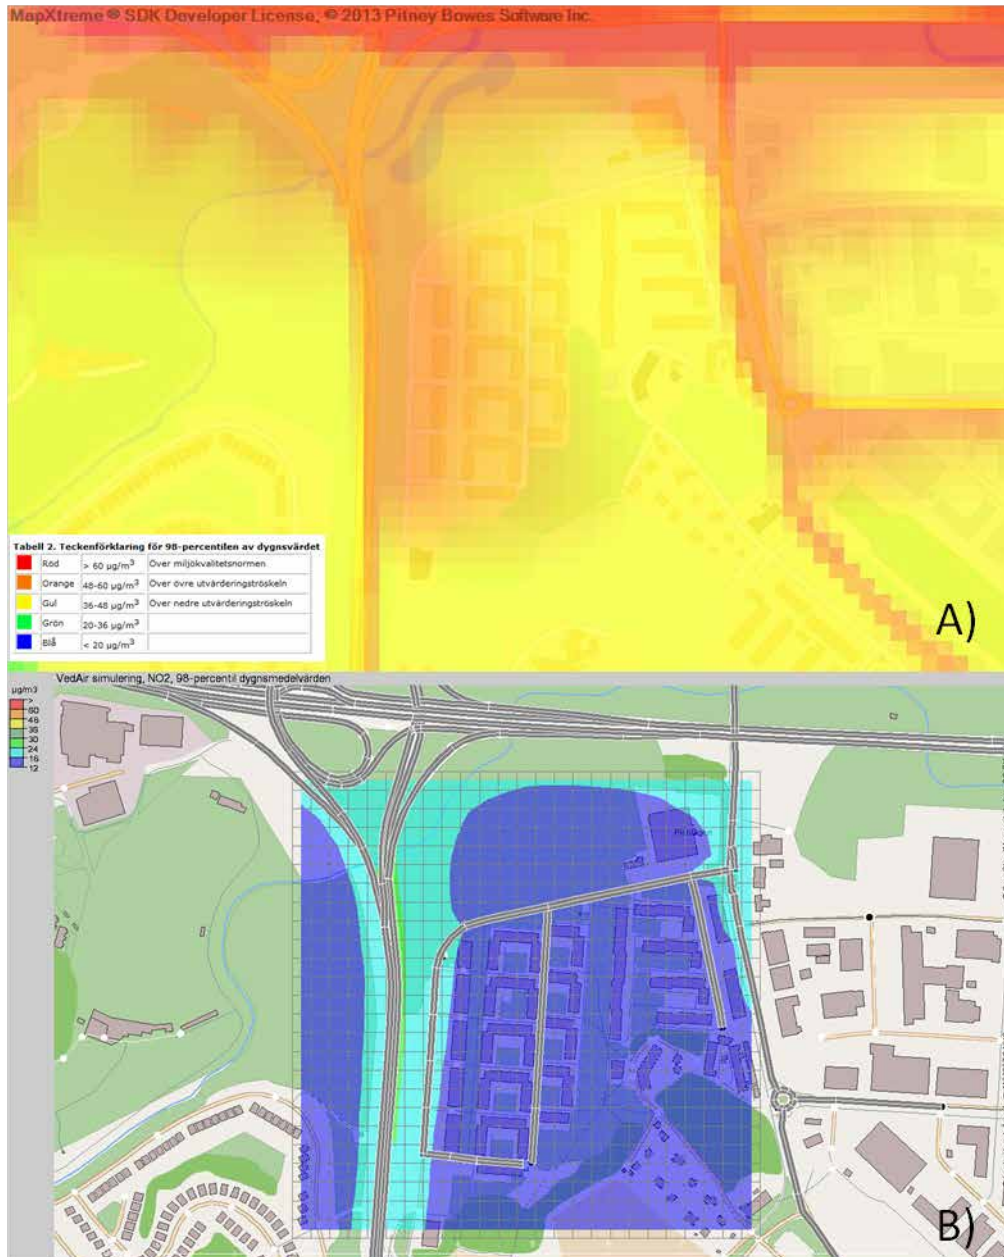 MapXtreme ® SDK Developer License, © 2013 Pitney Bowes Software Inc.
Tabell 2. Teckenförklaring för 98-percentilen av dygnsvärdet
Röd > 60 µg/m³ Över miljökvalitetsnormen
Orange 48-60 µg/m³ Över övre utvärderingströskeln
Gul 36-48 µg/m³ Över nedre utvärderingströskeln
Grön 20-36 µg/m³
Blå < 20 µg/m³
A)
VedAir simulering, NO2, 98-percentil dygnsmedelvärden
µg/m3
>
60
48
36
30
24
16
12
B)